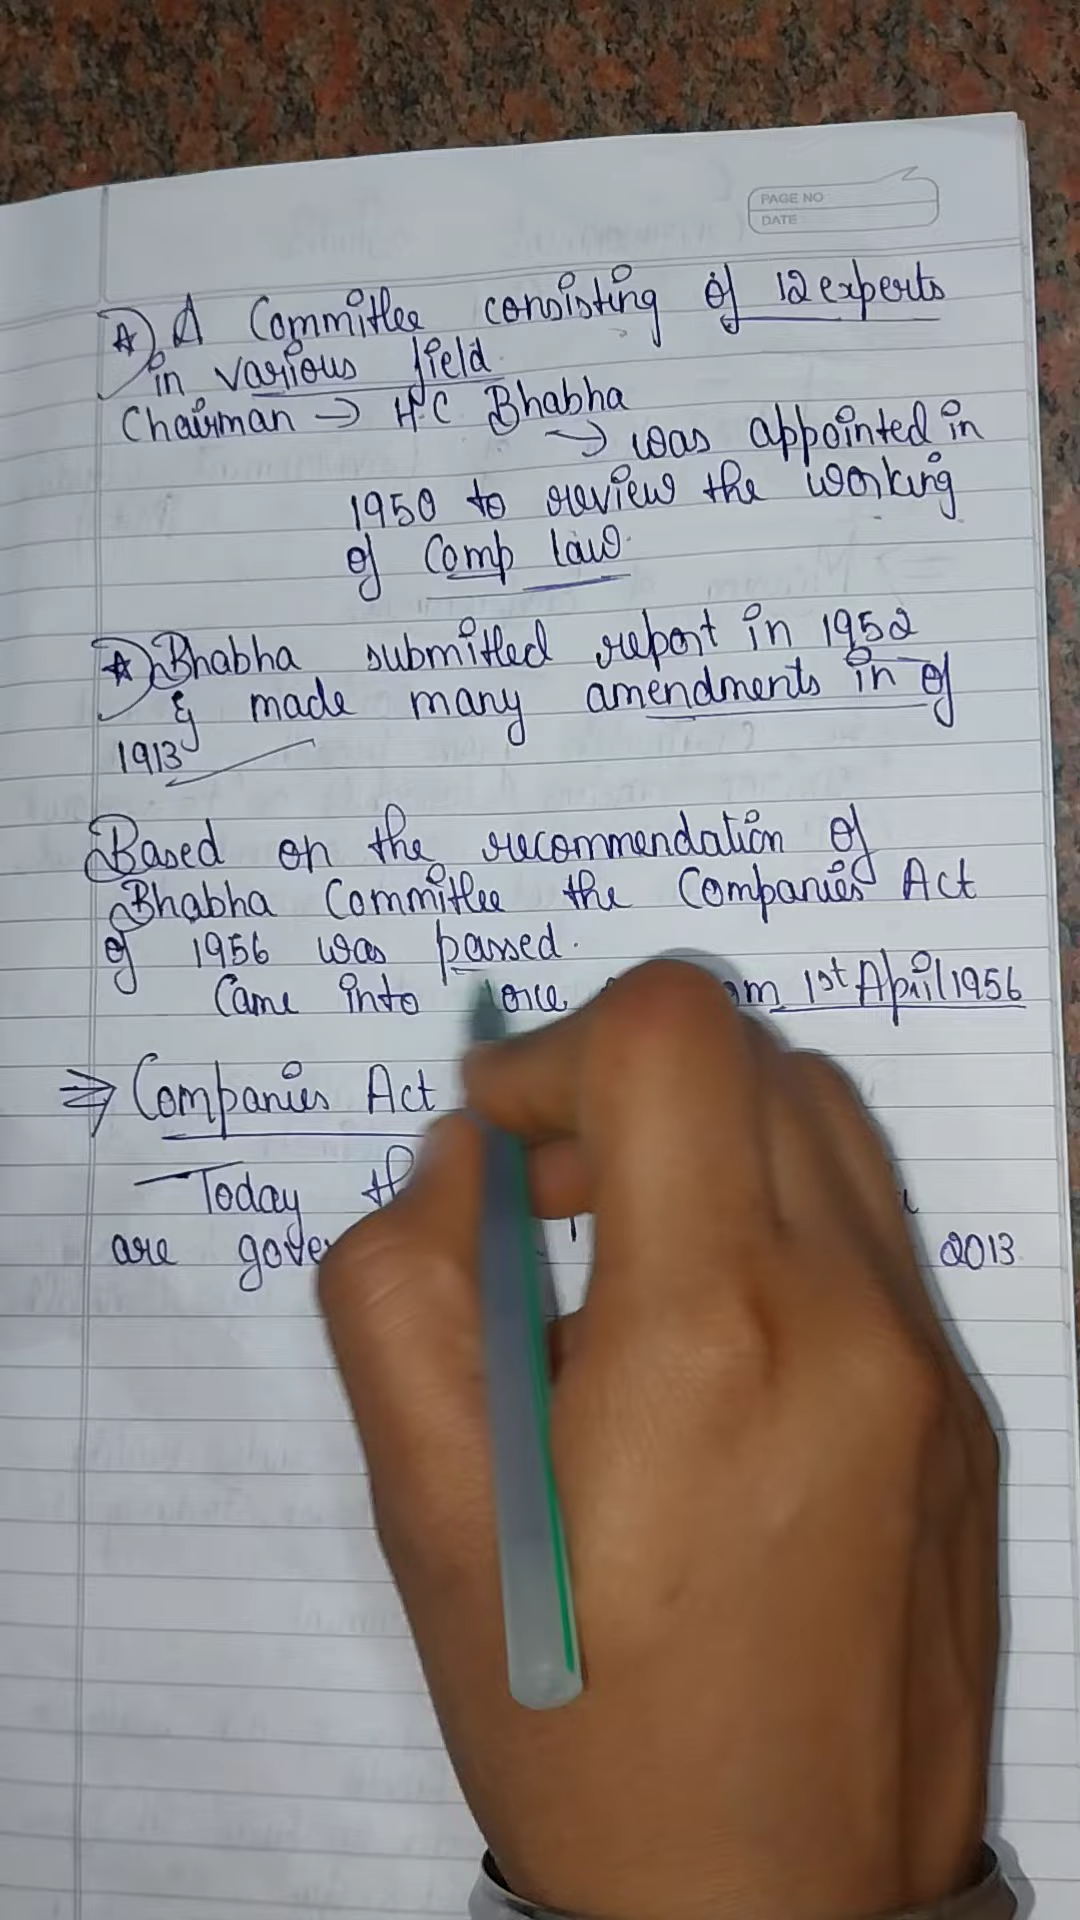 PAGE NO
DATE
A Committee consisting of 12 experts
in various field
Chairman → H.C Bhabha
→ was appointed in
1950 to review the working
of Comp law.
Bhabha submitted report in 1952
& made many amendments in of
1913
Based on the recommendation of
Bhabha Committee the Companies Act
of 1956 was passed.
Came into 1st April 1956
⇒ Companies Act
Today
are 2013